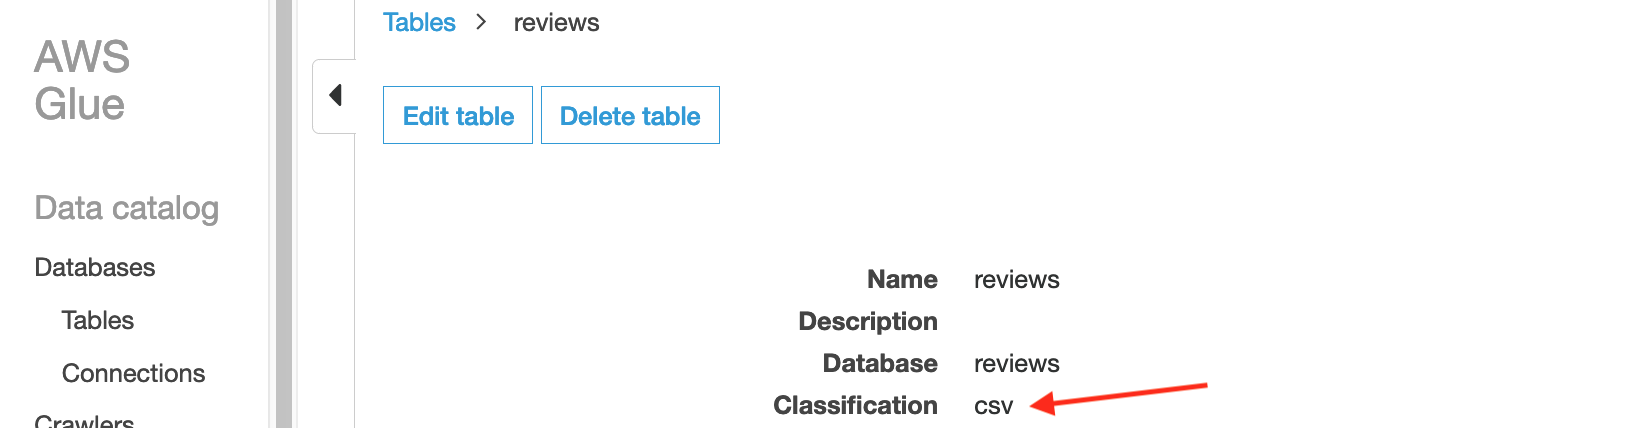 AWS
Glue
Data catalog
Databases
Tables
Connections
Crawlers
Tables > reviews
Edit table
Delete table
Name reviews
Description
Database reviews
Classification csv